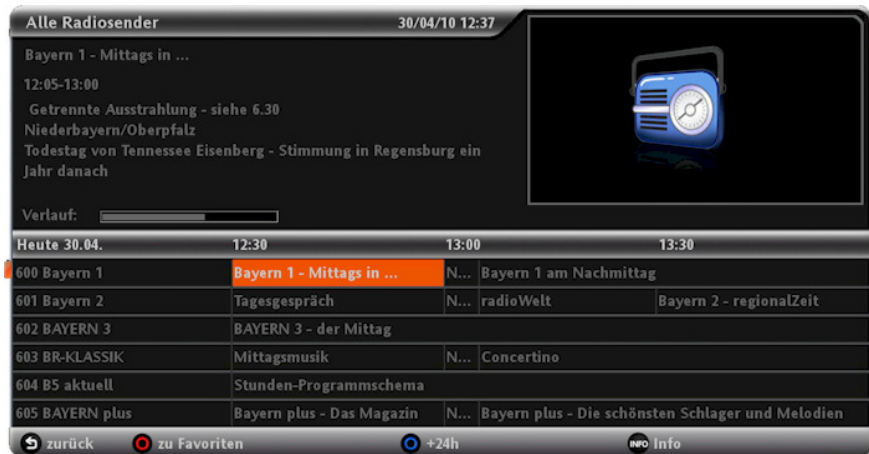 Alle Radiosender 30/04/10 12:37
Bayern 1 - Mittags in ...
12:05-13:00
Getrennte Ausstrahlung - siehe 6.30
Niederbayern/Oberpfalz
Todestag von Tennessee Eisenberg - Stimmung in Regensburg ein
Jahr danach
Verlauf:
Heute 30.04. 12:30 13:00 13:30
600 Bayern 1 Bayern 1 - Mittags in ... N... Bayern 1 am Nachmittag
601 Bayern 2 Tagesgespräch N... radioWelt Bayern 2 - regionalZeit
602 BAYERN 3 BAYERN 3 - der Mittag
603 BR-KLASSIK Mittagsmusik N... Concertino
604 B5 aktuell Stunden-Programmschema
605 BAYERN plus Bayern plus - Das Magazin N... Bayern plus - Die schönsten Schlager und Melodien
zurück zu Favoriten +24h INFO Info